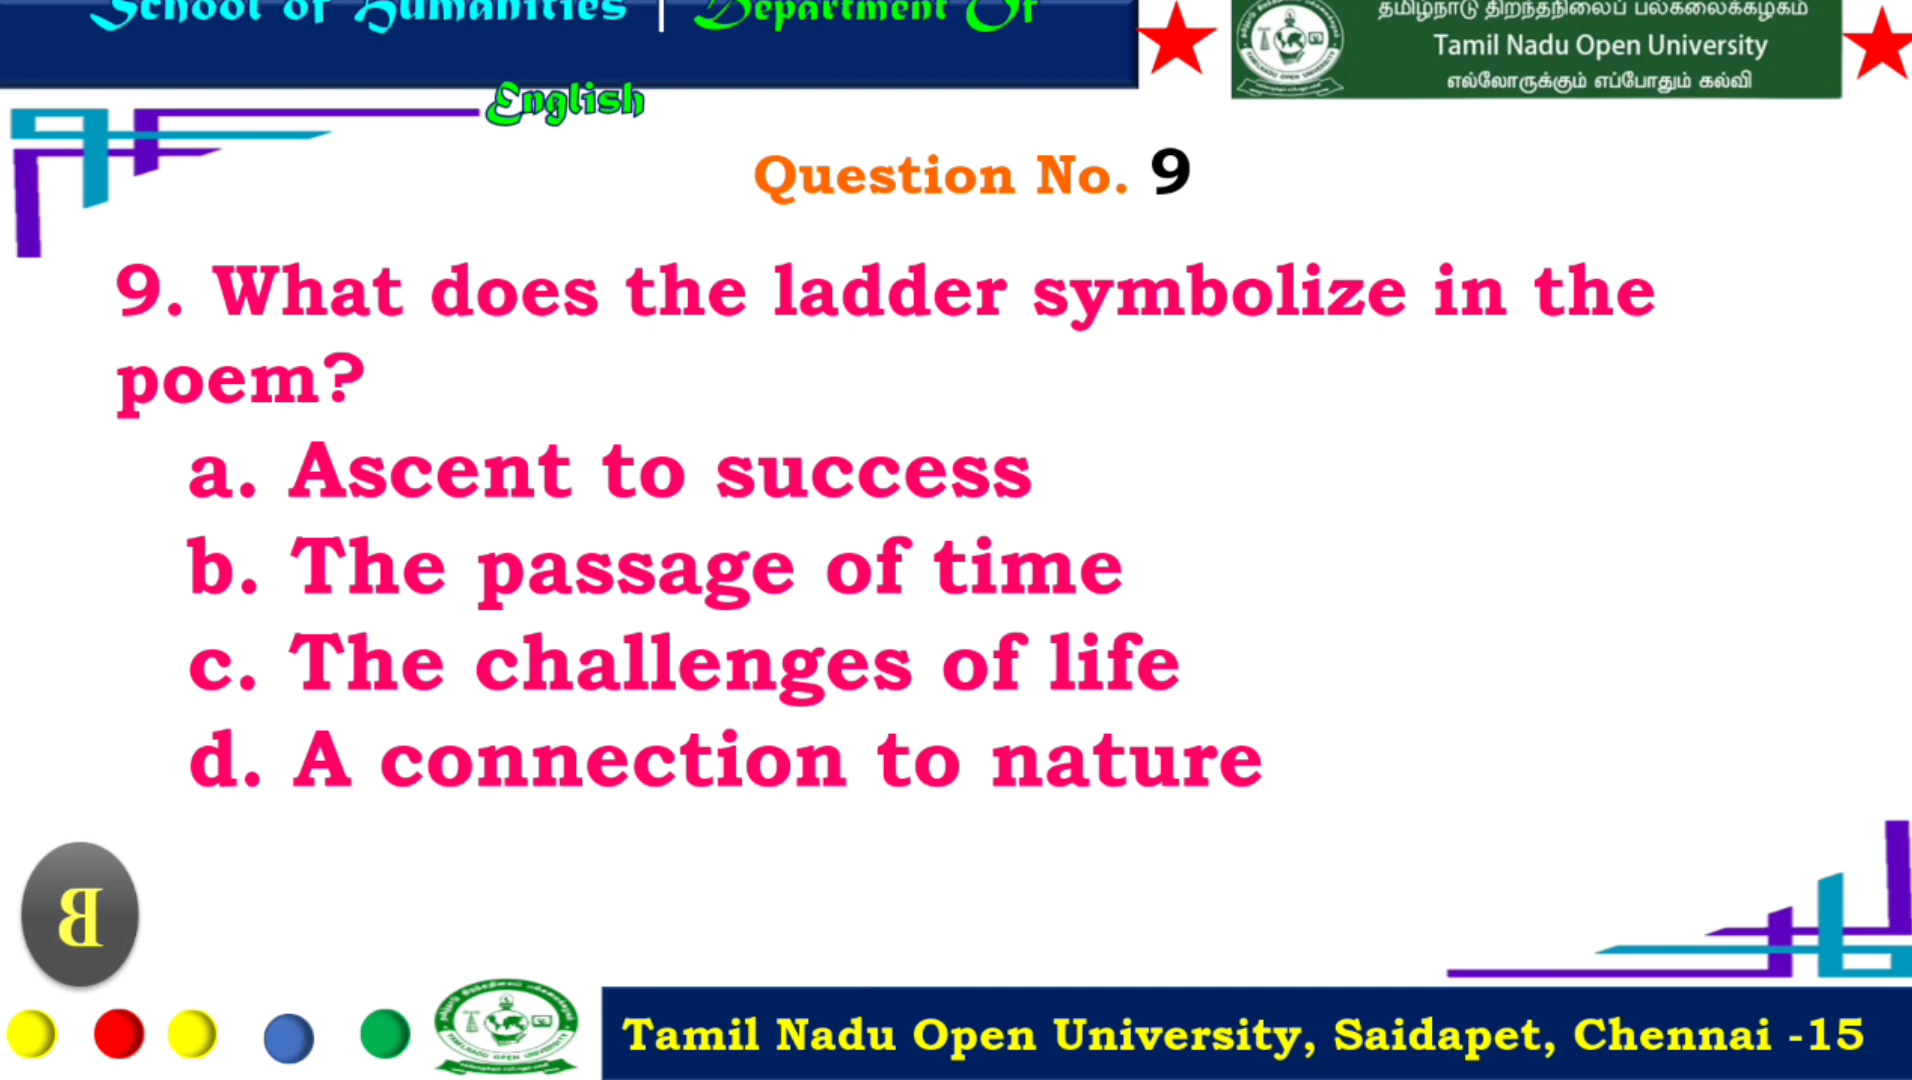 School of Humanities | Department Of
English
தமிழ்நாடு திறந்தநிலைப் பல்கலைக்கழகம்
Tamil Nadu Open University
எல்லோருக்கும் எப்போதும் கல்வி
Question No. 9
9. What does the ladder symbolize in the
poem?
a. Ascent to success
b. The passage of time
c. The challenges of life
d. A connection to nature
B
Tamil Nadu Open University, Saidapet, Chennai -15